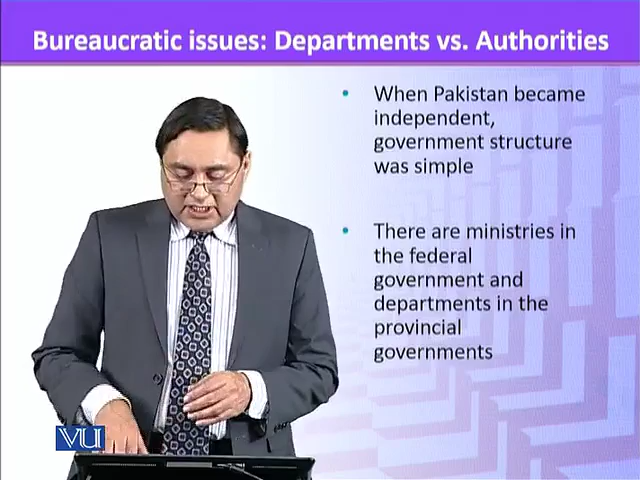 Bureaucratic issues: Departments vs. Authorities
• When Pakistan became
independent,
government structure
was simple
• There are ministries in
the federal
government and
departments in the
provincial
governments
VU